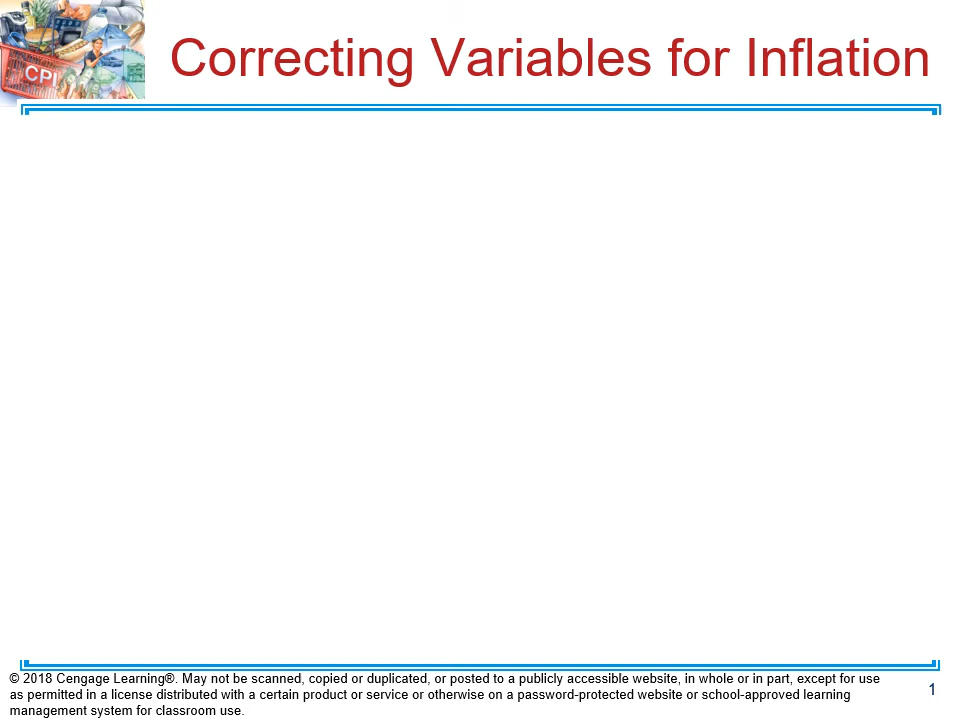 CPI
Correcting Variables for Inflation
© 2018 Cengage Learning®. May not be scanned, copied or duplicated, or posted to a publicly accessible website, in whole or in part, except for use
as permitted in a license distributed with a certain product or service or otherwise on a password-protected website or school-approved learning
management system for classroom use.
1